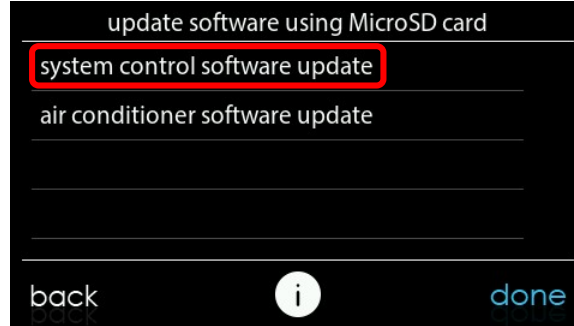 update software using MicroSD card
system control software update
air conditioner software update
back
i
done